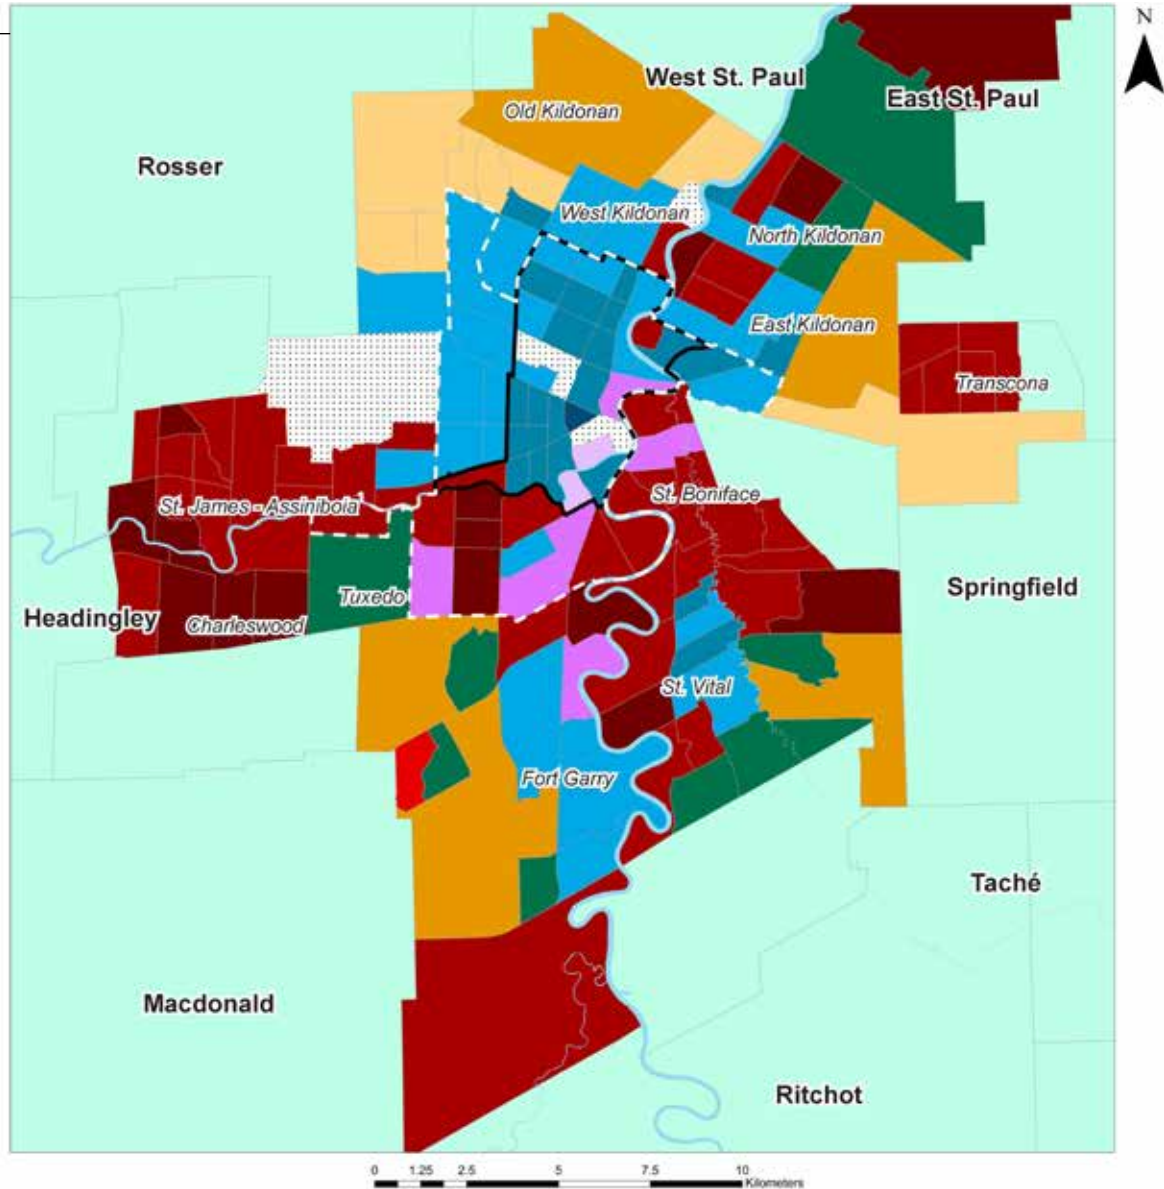 N
West St. Paul
East St. Paul
Old Kildonan
Rosser
West Kildonan
North Kildonan
East Kildonan
Transcona
St. Boniface
St. James - Assiniboia
Springfield
Tuxedo
Headingley
Charleswood
St. Vital
Fort Garry
Taché
Macdonald
Ritchot
0 1.25 2.5 5 7.5 10
Kilometers